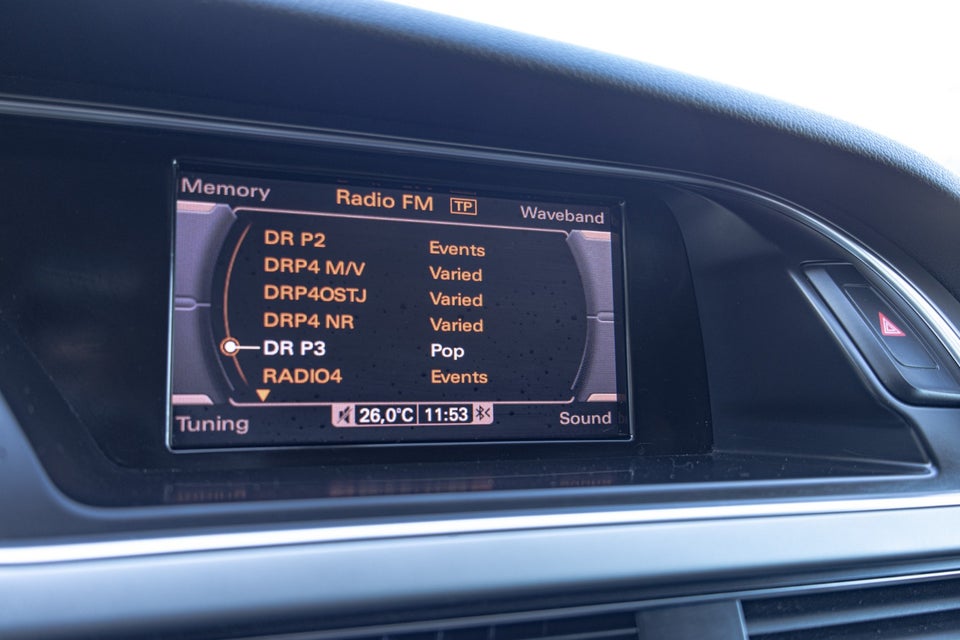 Memory
Radio FM TP
Waveband
DR P2 Events
DRP4 M/V Varied
DRP4OSTJ Varied
DRP4 NR Varied
DR P3 Pop
RADIO4 Events
26,0°C 11:53
Tuning
Sound